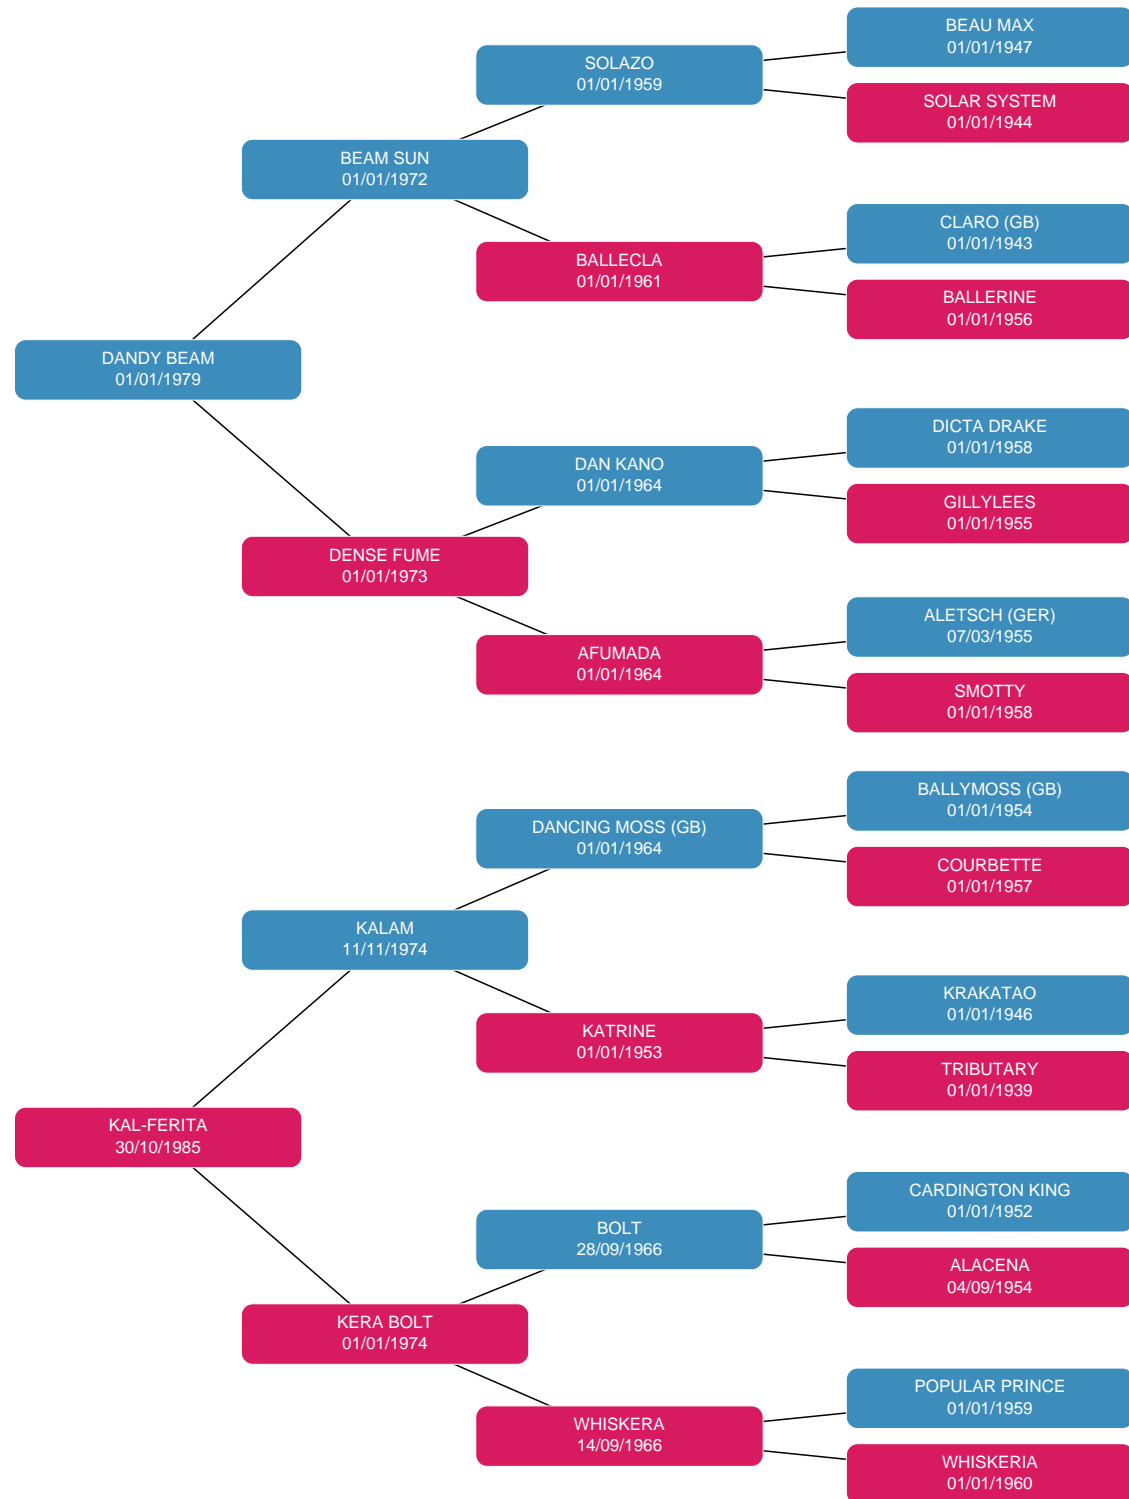 BEAU MAX
01/01/1947
SOLAZO
01/01/1959
SOLAR SYSTEM
01/01/1944
BEAM SUN
01/01/1972
CLARO (GB)
01/01/1943
BALLECLA
01/01/1961
BALLERINE
01/01/1956
DANDY BEAM
01/01/1979
DICTA DRAKE
01/01/1958
DAN KANO
01/01/1964
GILLYLEES
01/01/1955
DENSE FUME
01/01/1973
ALETSCH (GER)
07/03/1955
AFUMADA
01/01/1964
SMOTTY
01/01/1958
BALLYMOSS (GB)
01/01/1954
DANCING MOSS (GB)
01/01/1964
COURBETTE
01/01/1957
KALAM
11/11/1974
KRAKATAO
01/01/1946
KATRINE
01/01/1953
TRIBUTARY
01/01/1939
KAL-FERITA
30/10/1985
CARDINGTON KING
01/01/1952
BOLT
28/09/1966
ALACENA
04/09/1954
KERA BOLT
01/01/1974
POPULAR PRINCE
01/01/1959
WHISKERA
14/09/1966
WHISKERIA
01/01/1960